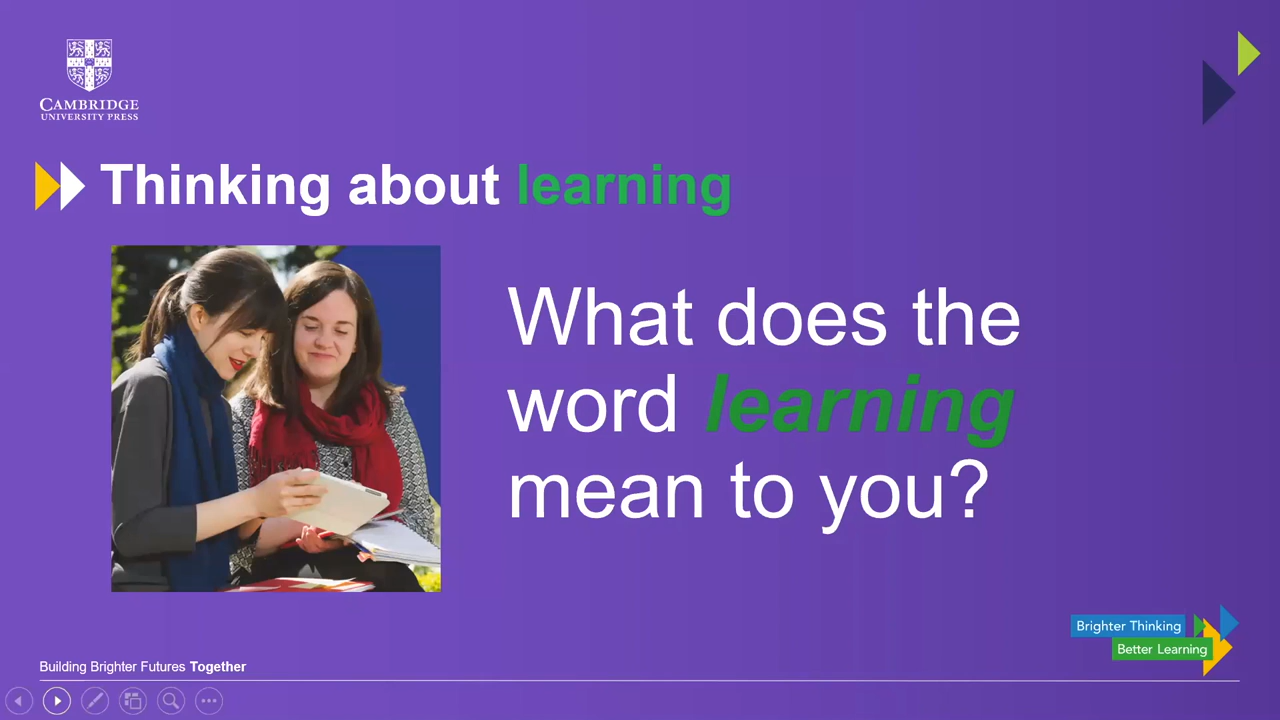 CAMBRIDGE
UNIVERSITY PRESS
Thinking about learning
What does the
word learning
mean to you?
Brighter Thinking
Better Learning
Building Brighter Futures Together